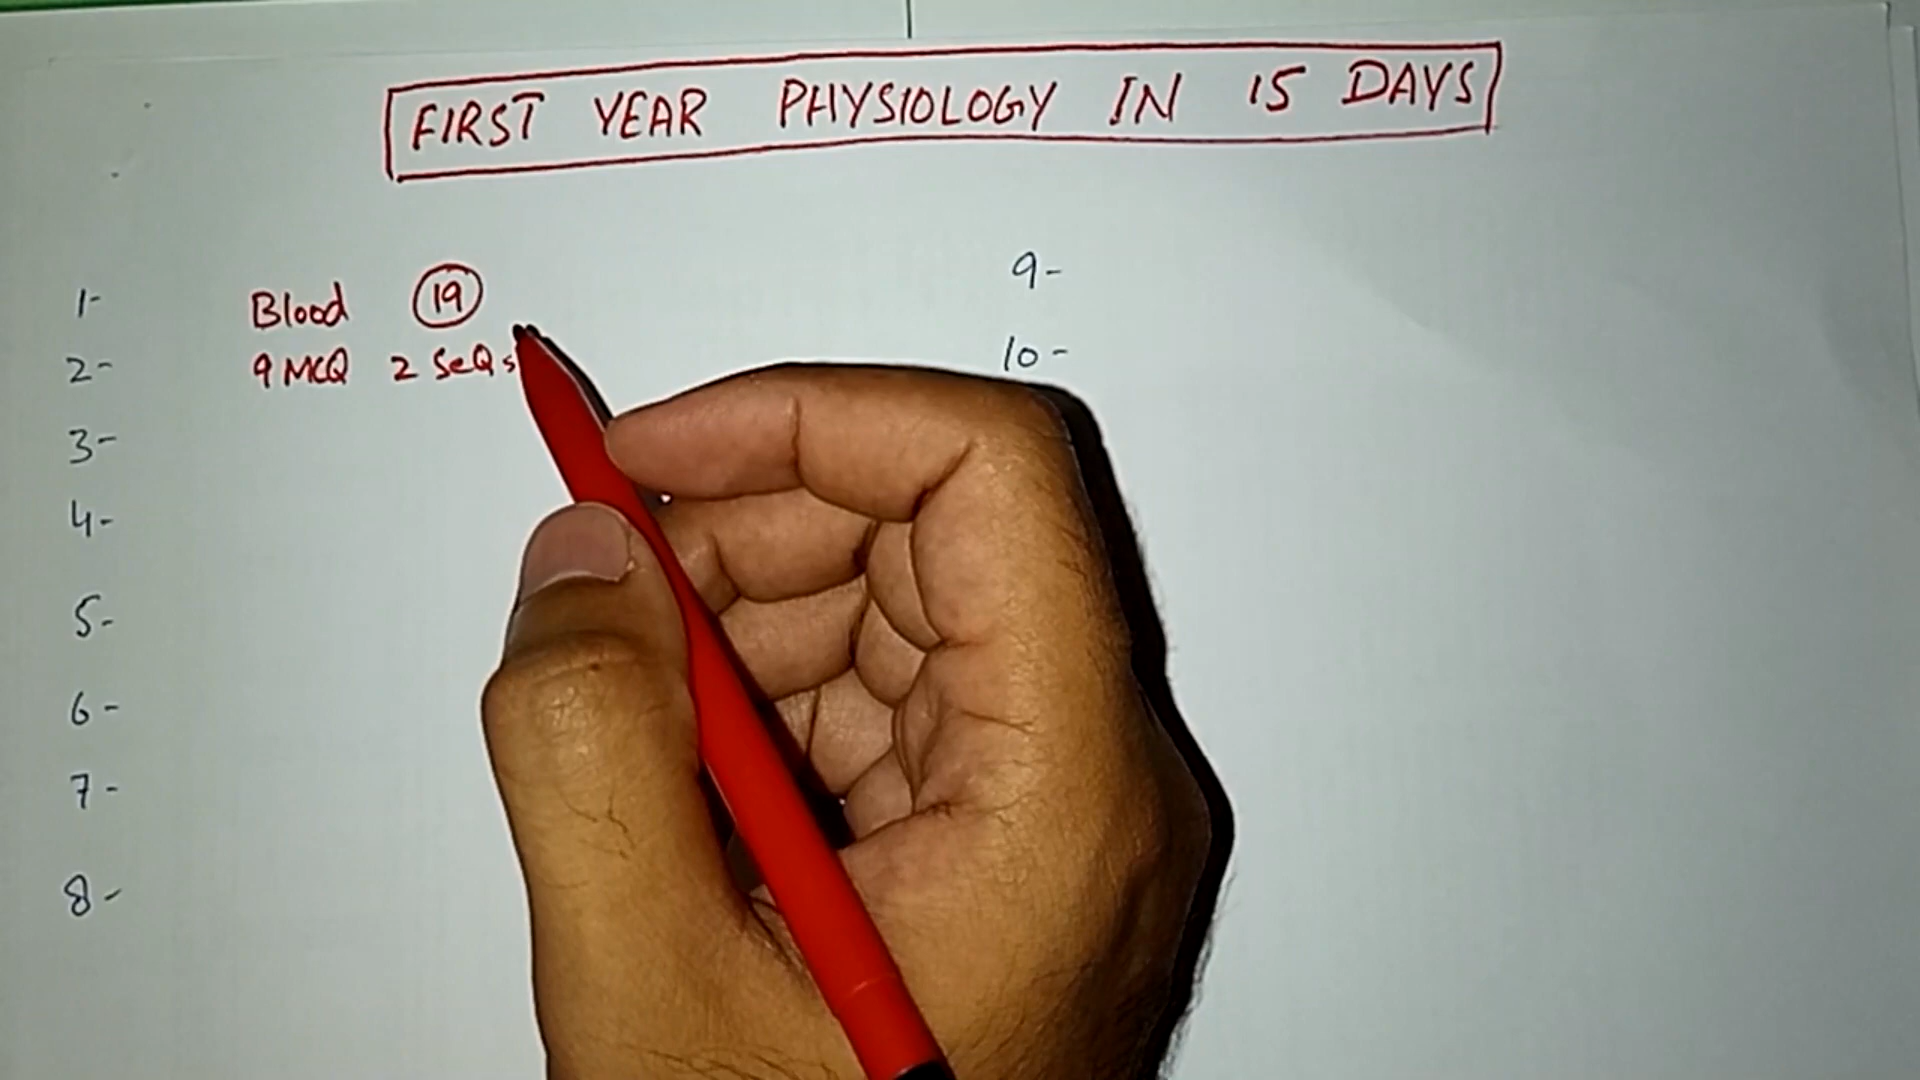 FIRST YEAR PHYSIOLOGY IN 15 DAYS
1- Blood 19
2- 9 MCQ 2 SeQs
3-
4-
5-
6-
7-
8-
9-
10-